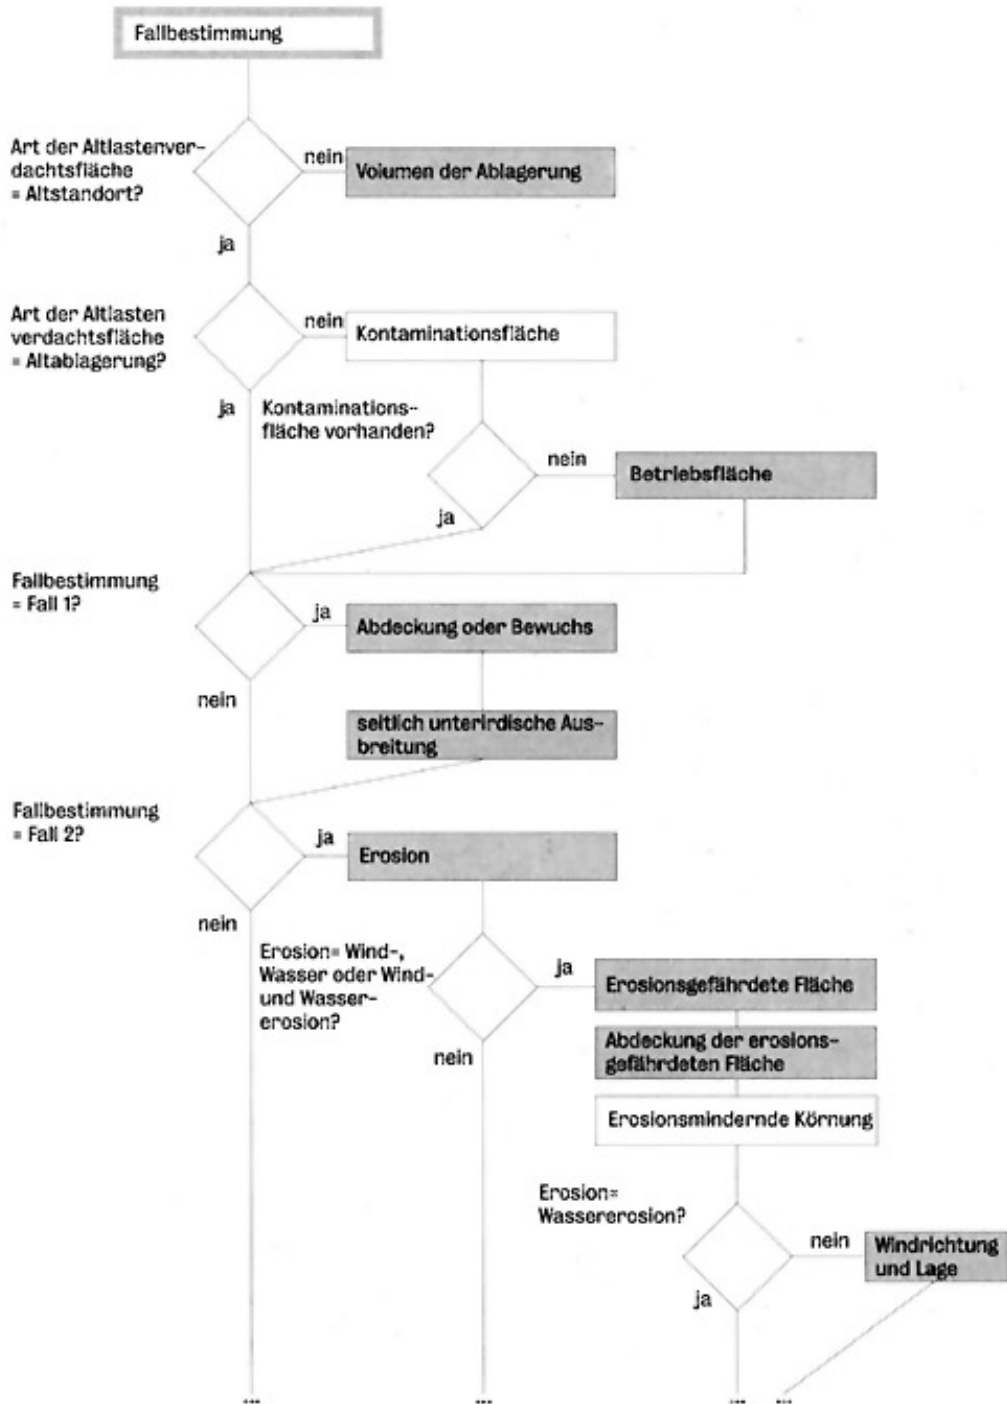 Fallbestimmung
Art der Altlastenver-
dachtsfläche
= Altstandort?
nein
Volumen der Ablagerung
ja
Art der Altlasten
verdachtsfläche
= Altablagerung?
nein
Kontaminationsfläche
ja
Kontaminations-
fläche vorhanden?
nein
Betriebsfläche
ja
Fallbestimmung
= Fall 1?
ja
Abdeckung oder Bewuchs
nein
seitlich unterirdische Aus-
breitung
Fallbestimmung
= Fall 2?
ja
Erosion
nein
Erosion= Wind-,
Wasser oder Wind-
und Wasser-
erosion?
ja
Erosionsgefährdete Fläche
nein
Abdeckung der erosions-
gefährdeten Fläche
Erosionsmindernde Körnung
Erosion=
Wassererosion?
nein
Windrichtung
und Lage
ja
... ... ... ...